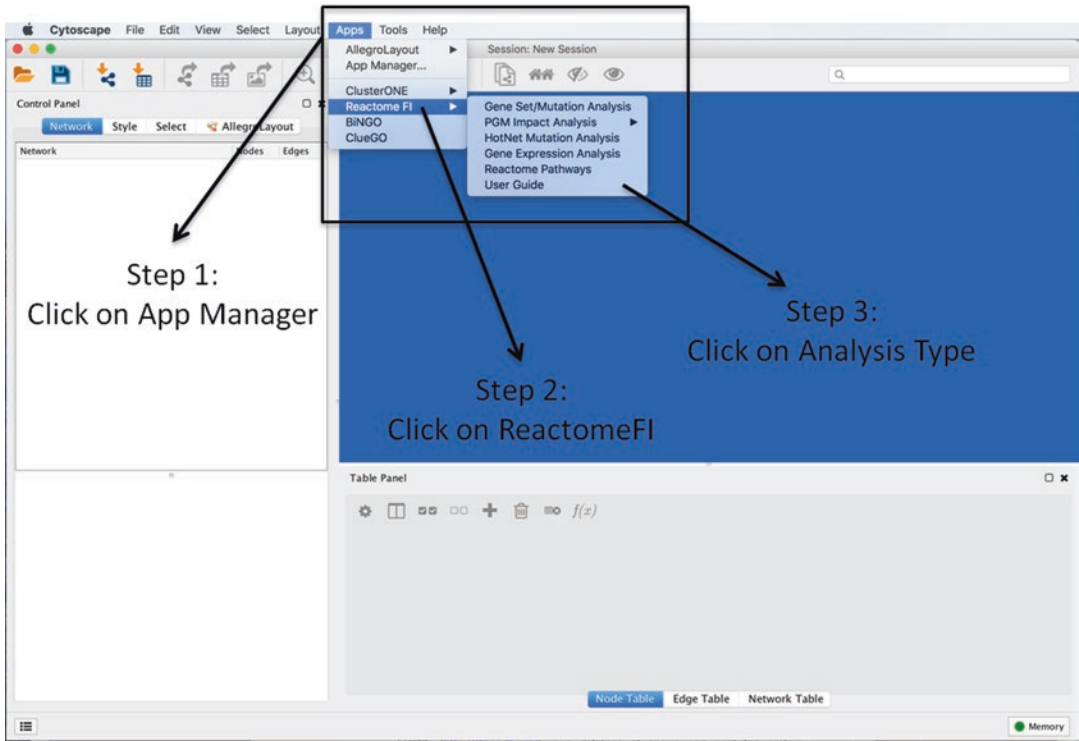 Cytoscape File Edit View Select Layout Apps Tools Help
Session: New Session
AllegroLayout
App Manager...
ClusterONE
Reactome FI
BiNGO
ClueGO
Gene Set/Mutation Analysis
PGM Impact Analysis
HotNet Mutation Analysis
Gene Expression Analysis
Reactome Pathways
User Guide
Control Panel
Network Style Select AllegroLayout
Network Nodes Edges
Step 1:
Click on App Manager
Step 2:
Click on ReactomeFI
Step 3:
Click on Analysis Type
Table Panel
f(x)
Node Table Edge Table Network Table
Memory